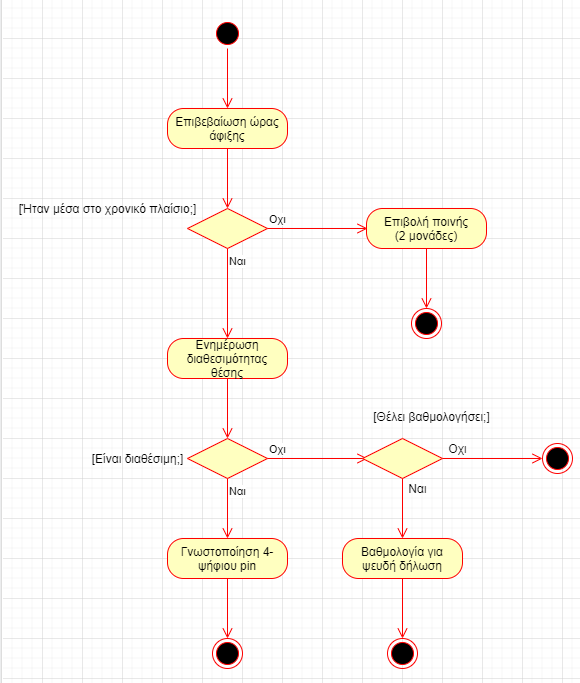 Επιβεβαίωση ώρας
άφιξης
[Ήταν μέσα στο χρονικό πλαίσιο;]
Οχι
Επιβολή ποινής
(2 μονάδες)
Ναι
Ενημέρωση
διαθεσιμότητας
θέσης
[Θέλει βαθμολογήσει;]
[Είναι διαθέσιμη;]
Οχι
Οχι
Ναι
Ναι
Γνωστοποίηση 4-
ψήφιου pin
Βαθμολογία για
ψευδή δήλωση